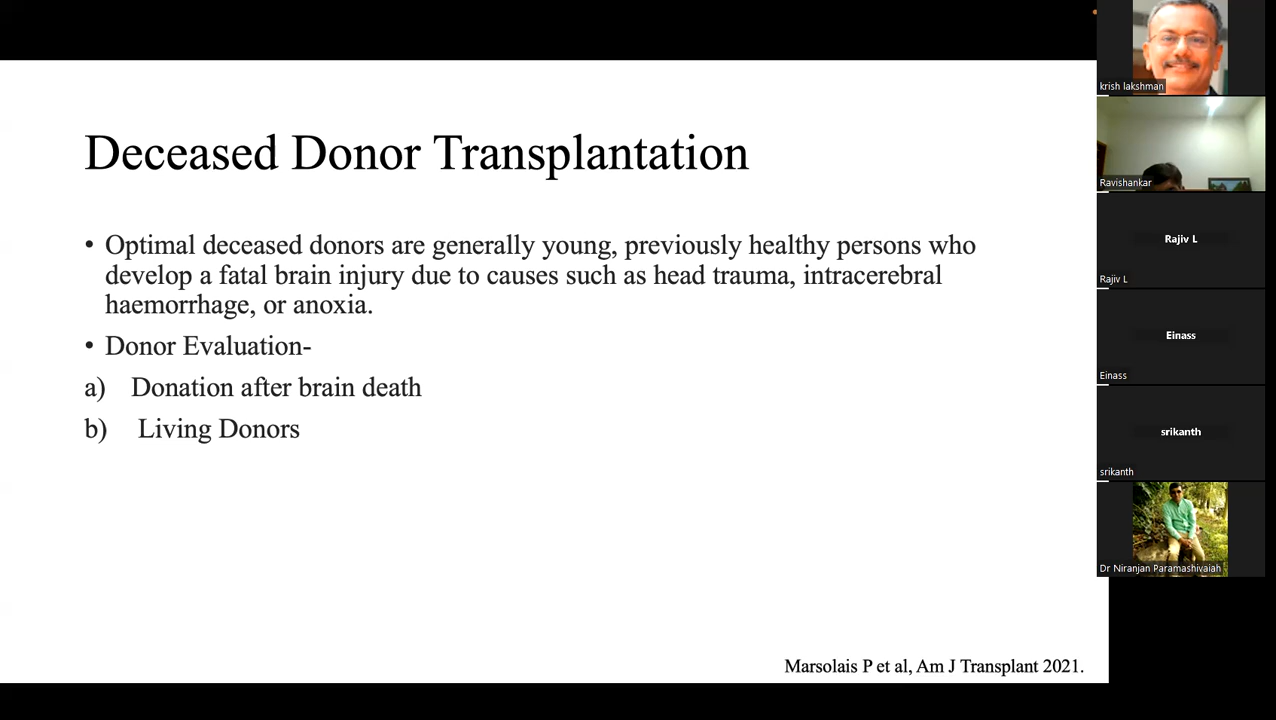 Deceased Donor Transplantation
• Optimal deceased donors are generally young, previously healthy persons who
develop a fatal brain injury due to causes such as head trauma, intracerebral
haemorrhage, or anoxia.
• Donor Evaluation-
a) Donation after brain death
b) Living Donors
Marsolais P et al, Am J Transplant 2021.
krish lakshman
Ravishankar
Rajiv L
Rajiv L
Einass
Einass
srikanth
srikanth
Dr Niranjan Paramashivaiah